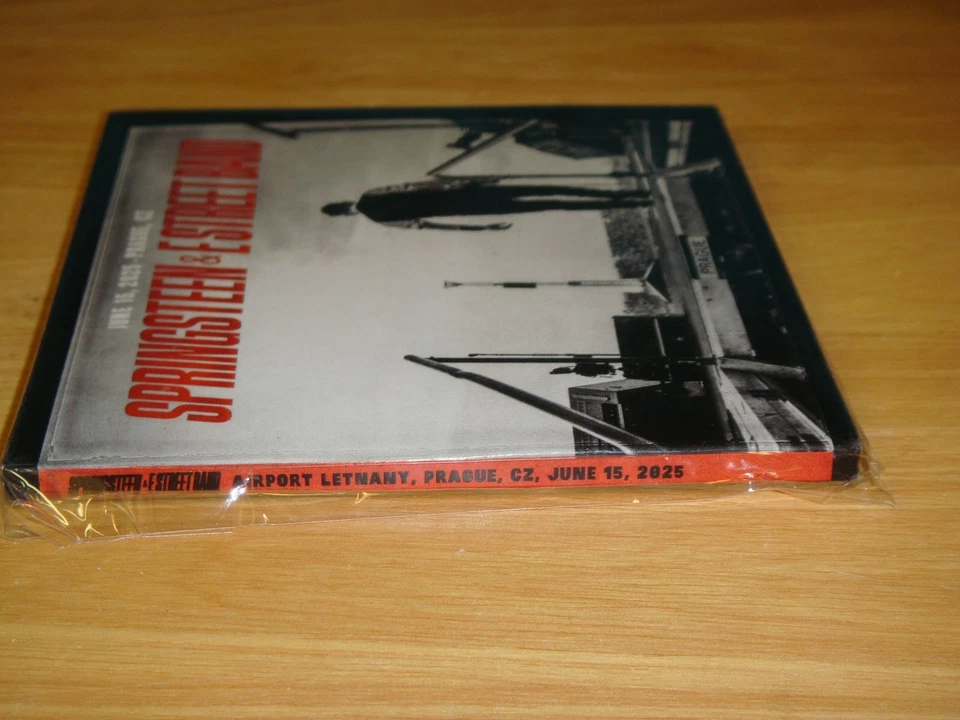 JUNE 15, 2025 - PRAGUE, CZ
SPRINGSTEEN & E STREET BAND
PRAGUE
SPRINGSTEEN & E STREET BAND AIRPORT LETNANY, PRAGUE, CZ, JUNE 15, 2025